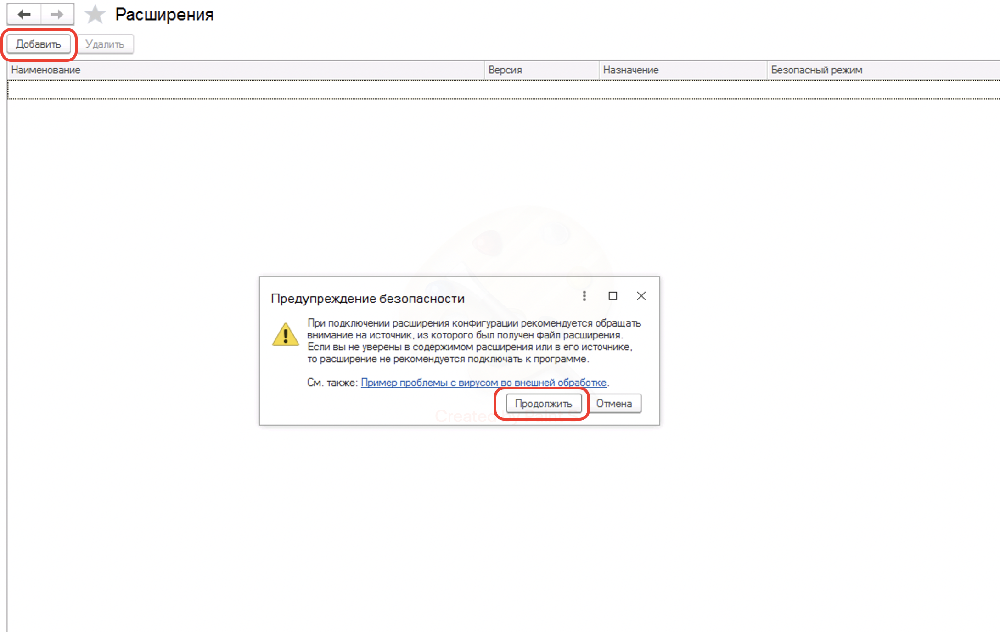 Расширения
Добавить Удалить
Наименование Версия Назначение Безопасный режим
Предупреждение безопасности
При подключении расширения конфигурации рекомендуется обращать
внимание на источник, из которого был получен файл расширения.
Если вы не уверены в содержимом расширения или в его источнике,
то расширение не рекомендуется подключать к программе.
См. также: Пример проблемы с вирусом во внешней обработке.
Продолжить Отмена
Created by Paint S